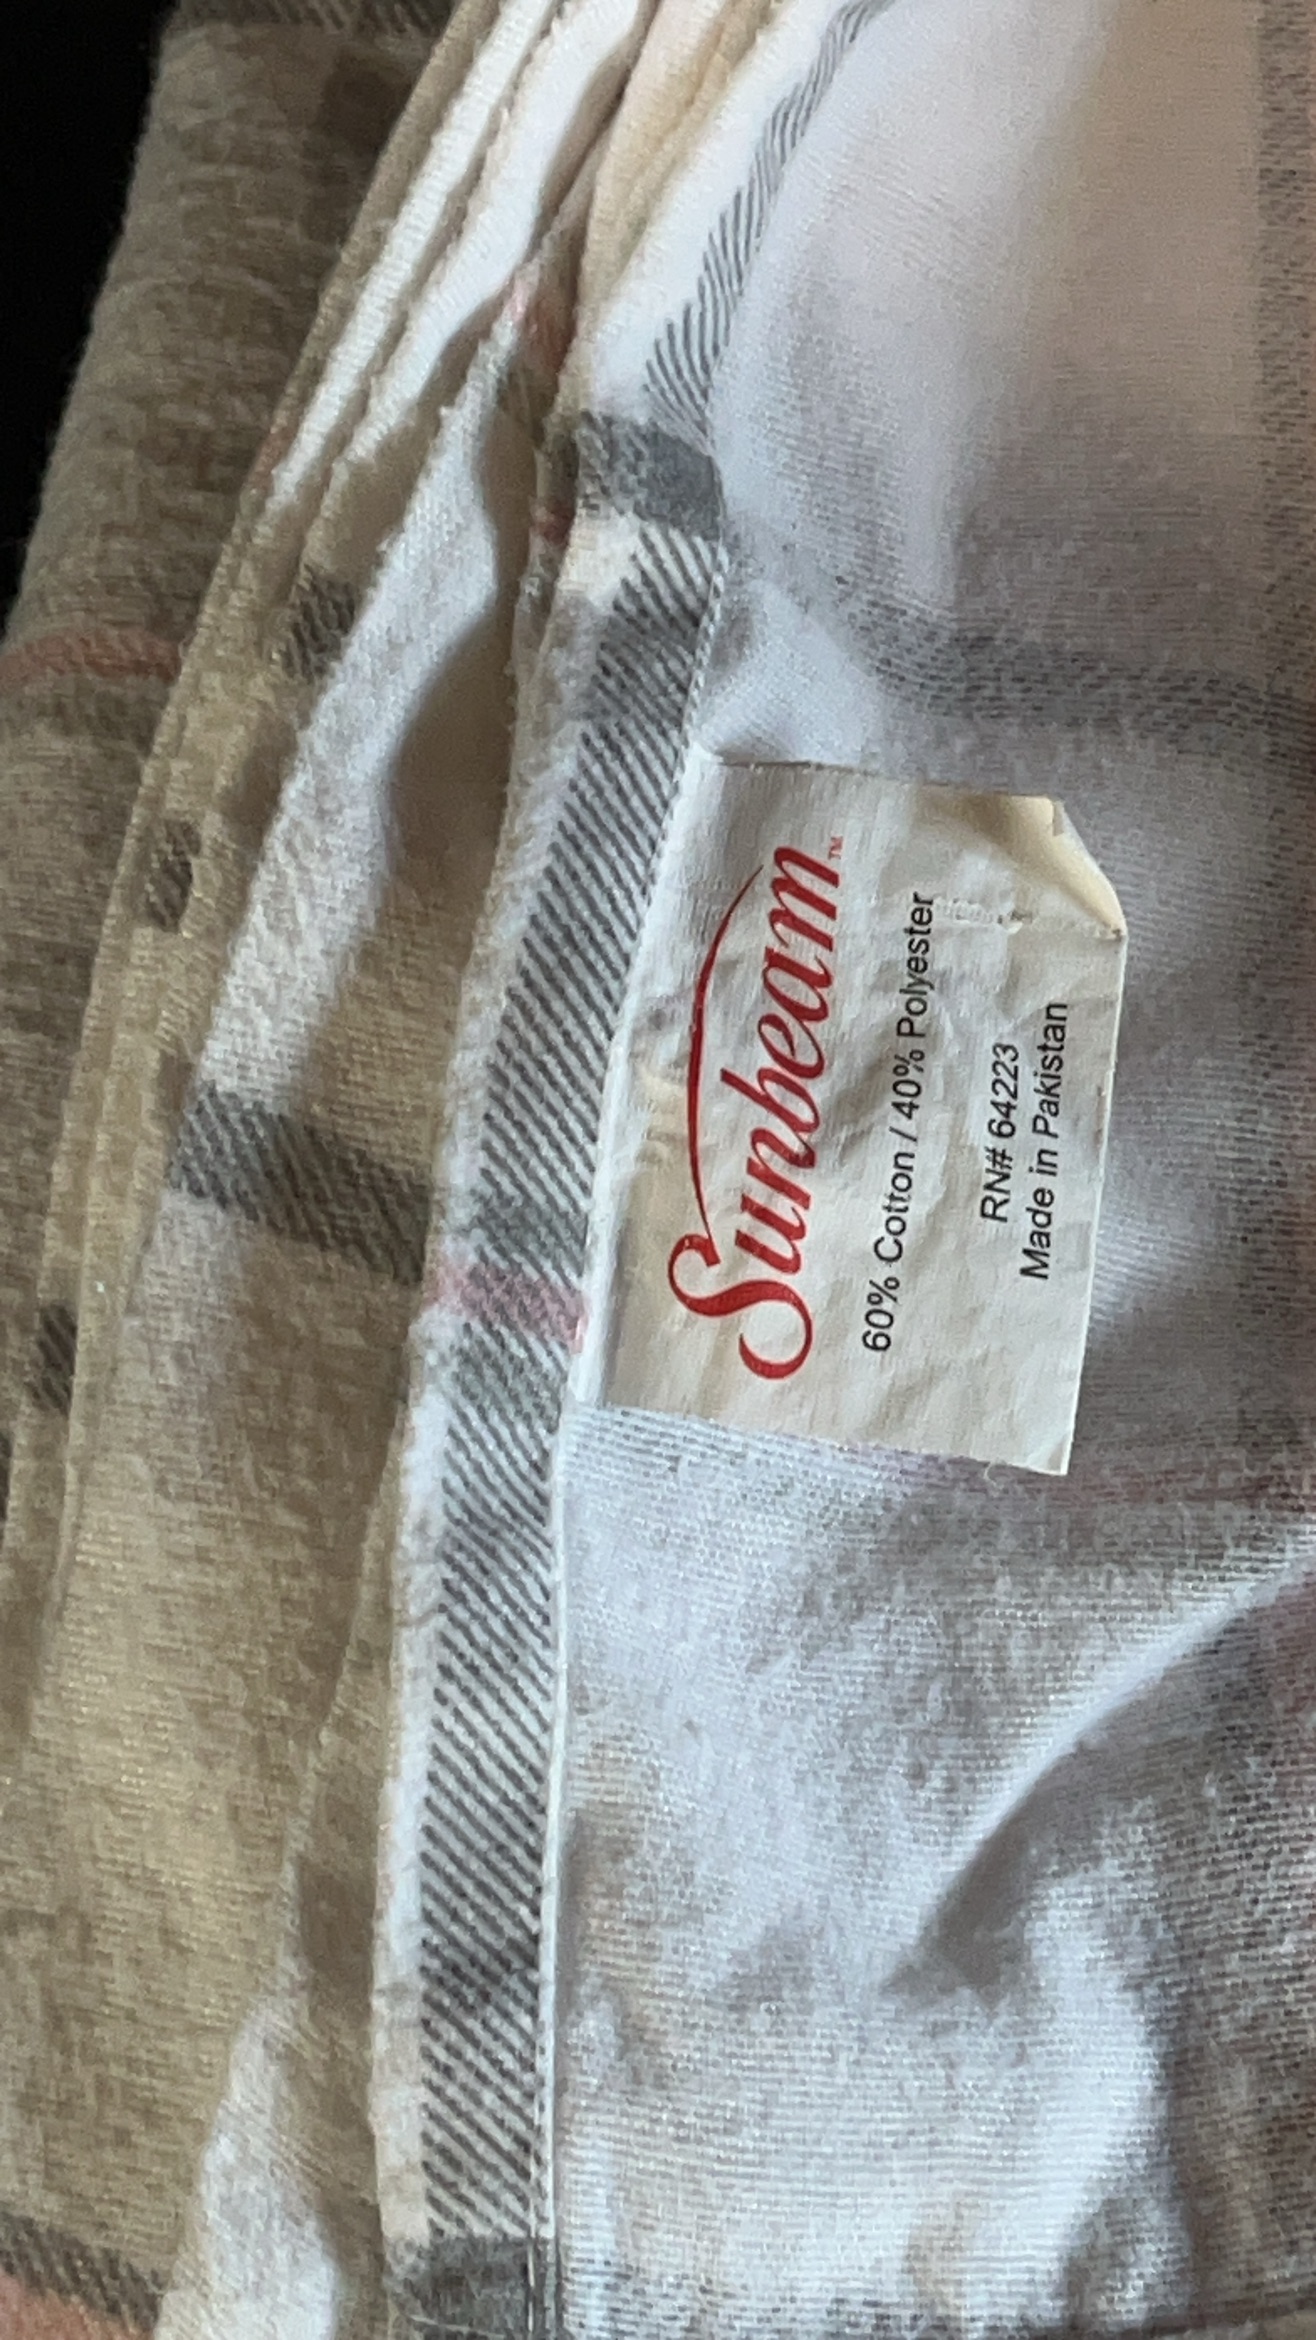 Sunbeam™
60% Cotton / 40% Polyester
RN# 64223
Made in Pakistan